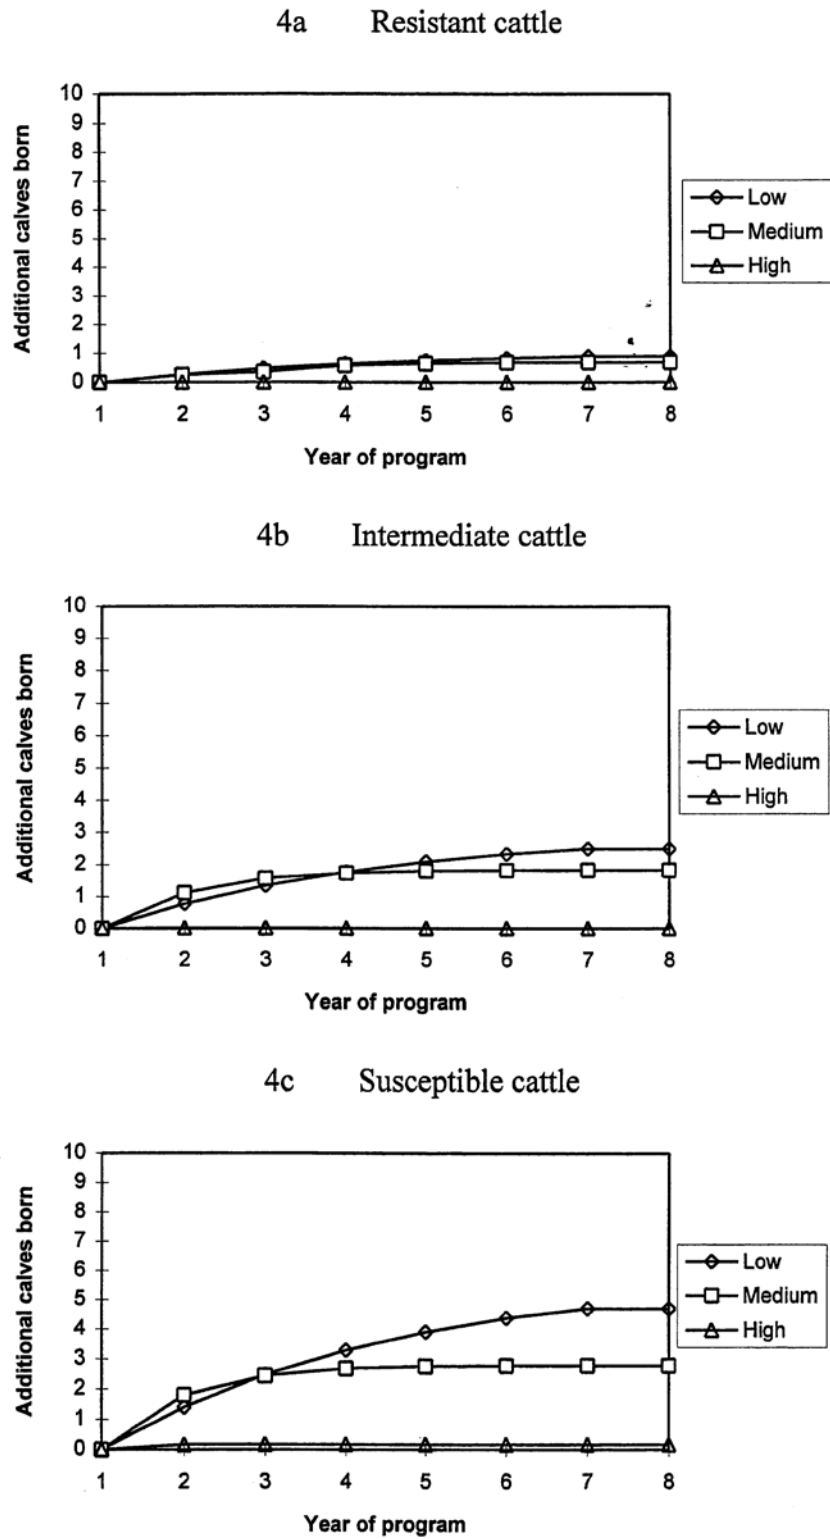 4a Resistant cattle
10
9
8
7
6
5
4
3
2
1
0
Additional calves born
1 2 3 4 5 6 7 8
Year of program
Low
Medium
High
4b Intermediate cattle
10
9
8
7
6
5
4
3
2
1
0
Additional calves born
1 2 3 4 5 6 7 8
Year of program
Low
Medium
High
4c Susceptible cattle
10
9
8
7
6
5
4
3
2
1
0
Additional calves born
1 2 3 4 5 6 7 8
Year of program
Low
Medium
High